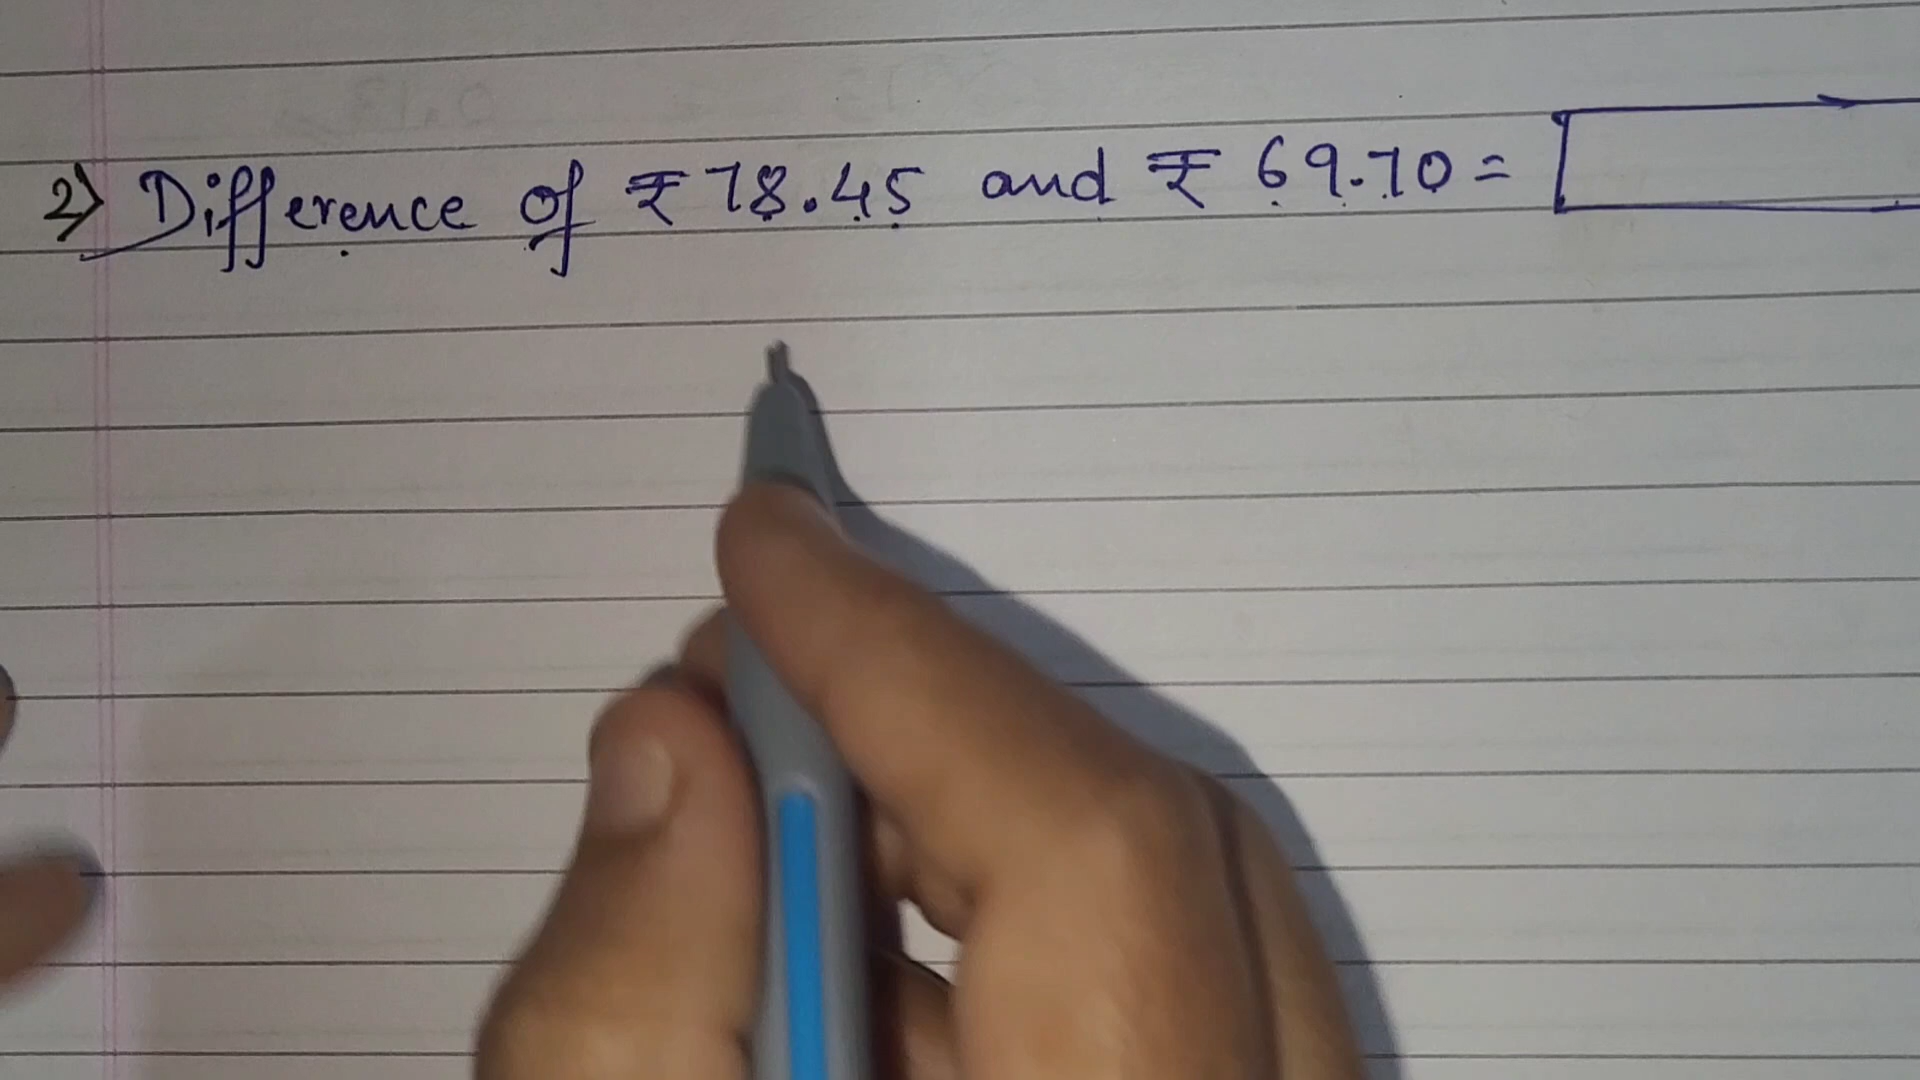 2) Difference of ₹ 78.45 and ₹ 69.70 =